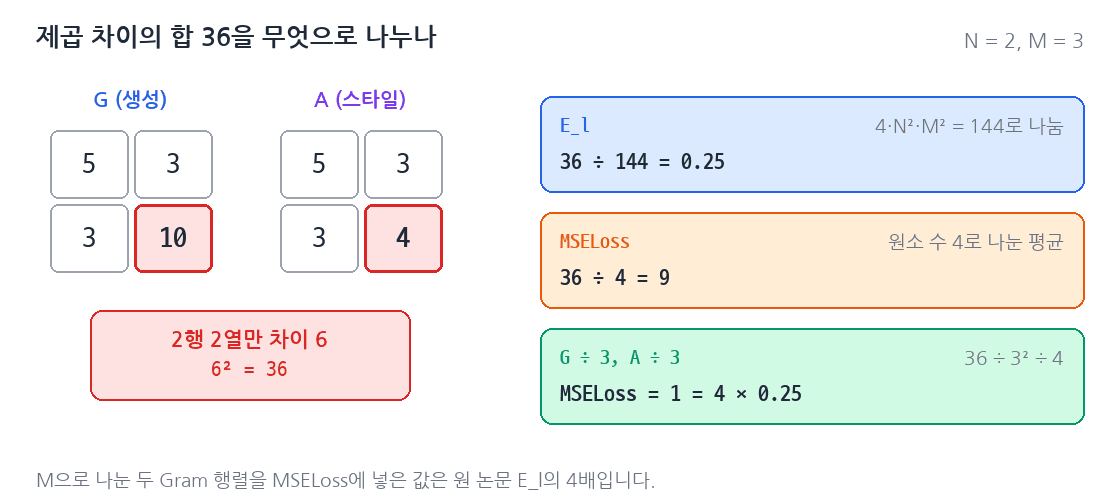 제곱 차이의 합 36을 무엇으로 나누나
N = 2, M = 3
G (생성)
5 3
3 10
A (스타일)
5 3
3 4
2행 2열만 차이 6
6² = 36
E_l
4·N²·M² = 144로 나눔
36 ÷ 144 = 0.25
MSELoss
원소 수 4로 나눈 평균
36 ÷ 4 = 9
G ÷ 3, A ÷ 3
36 ÷ 3² ÷ 4
MSELoss = 1 = 4 × 0.25
M으로 나눈 두 Gram 행렬을 MSELoss에 넣은 값은 원 논문 E_l의 4배입니다.